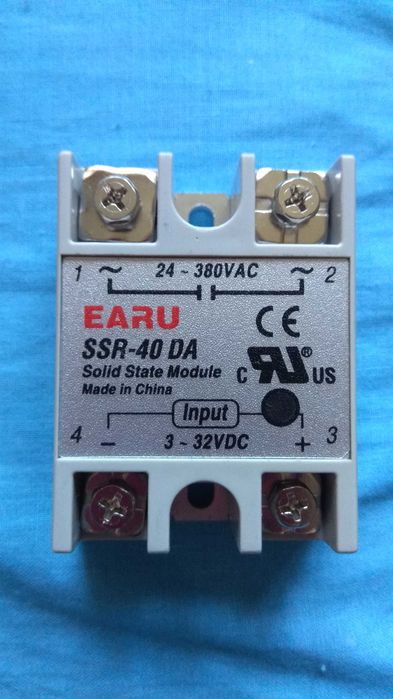 1 ~ 24 ~ 380VAC ~ 2
EARU CE
SSR-40 DA
Solid State Module c RU ® US
Made in China
Input
4 − 3 ~ 32VDC + 3